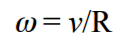 ω = v/R